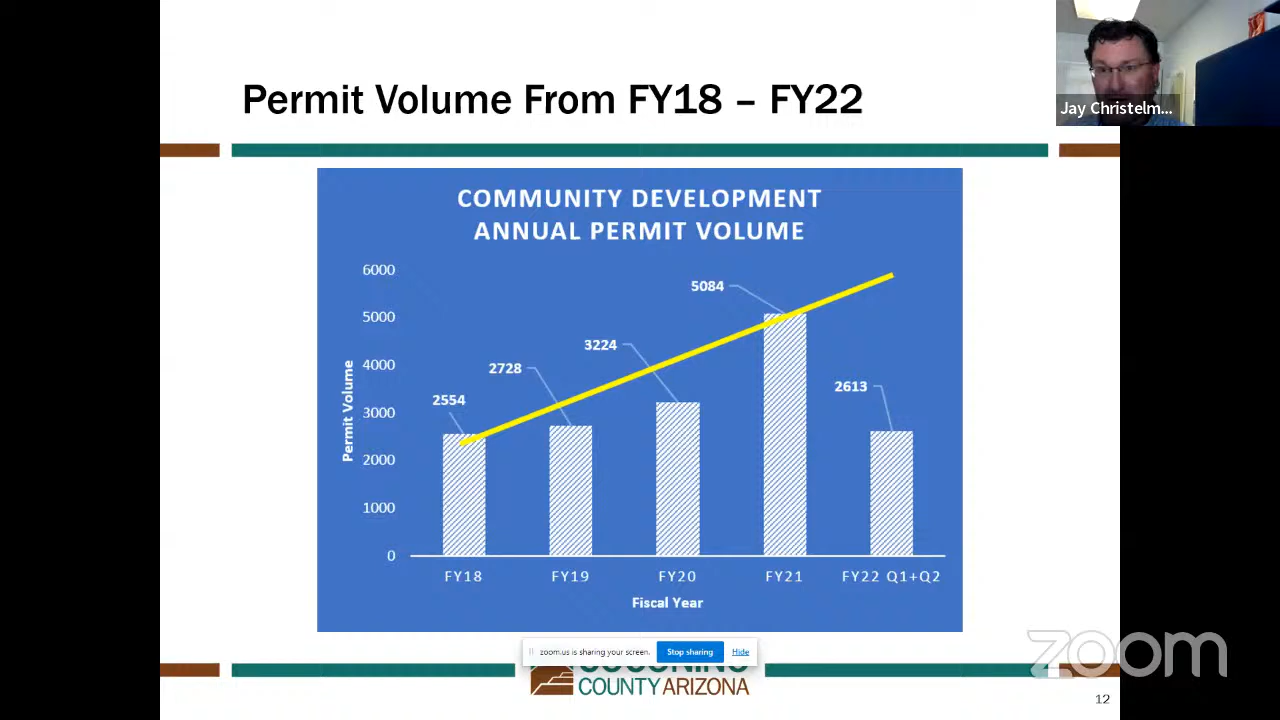 Permit Volume From FY18 – FY22
Jay Christelm...
COMMUNITY DEVELOPMENT
ANNUAL PERMIT VOLUME
6000
5000
4000
3000
2000
1000
0
Permit Volume
2554
2728
3224
5084
2613
FY18
FY19
FY20
FY21
FY22 Q1+Q2
Fiscal Year
zoom.us is sharing your screen.
Stop sharing
Hide
COUNTY ARIZONA
zoom
12